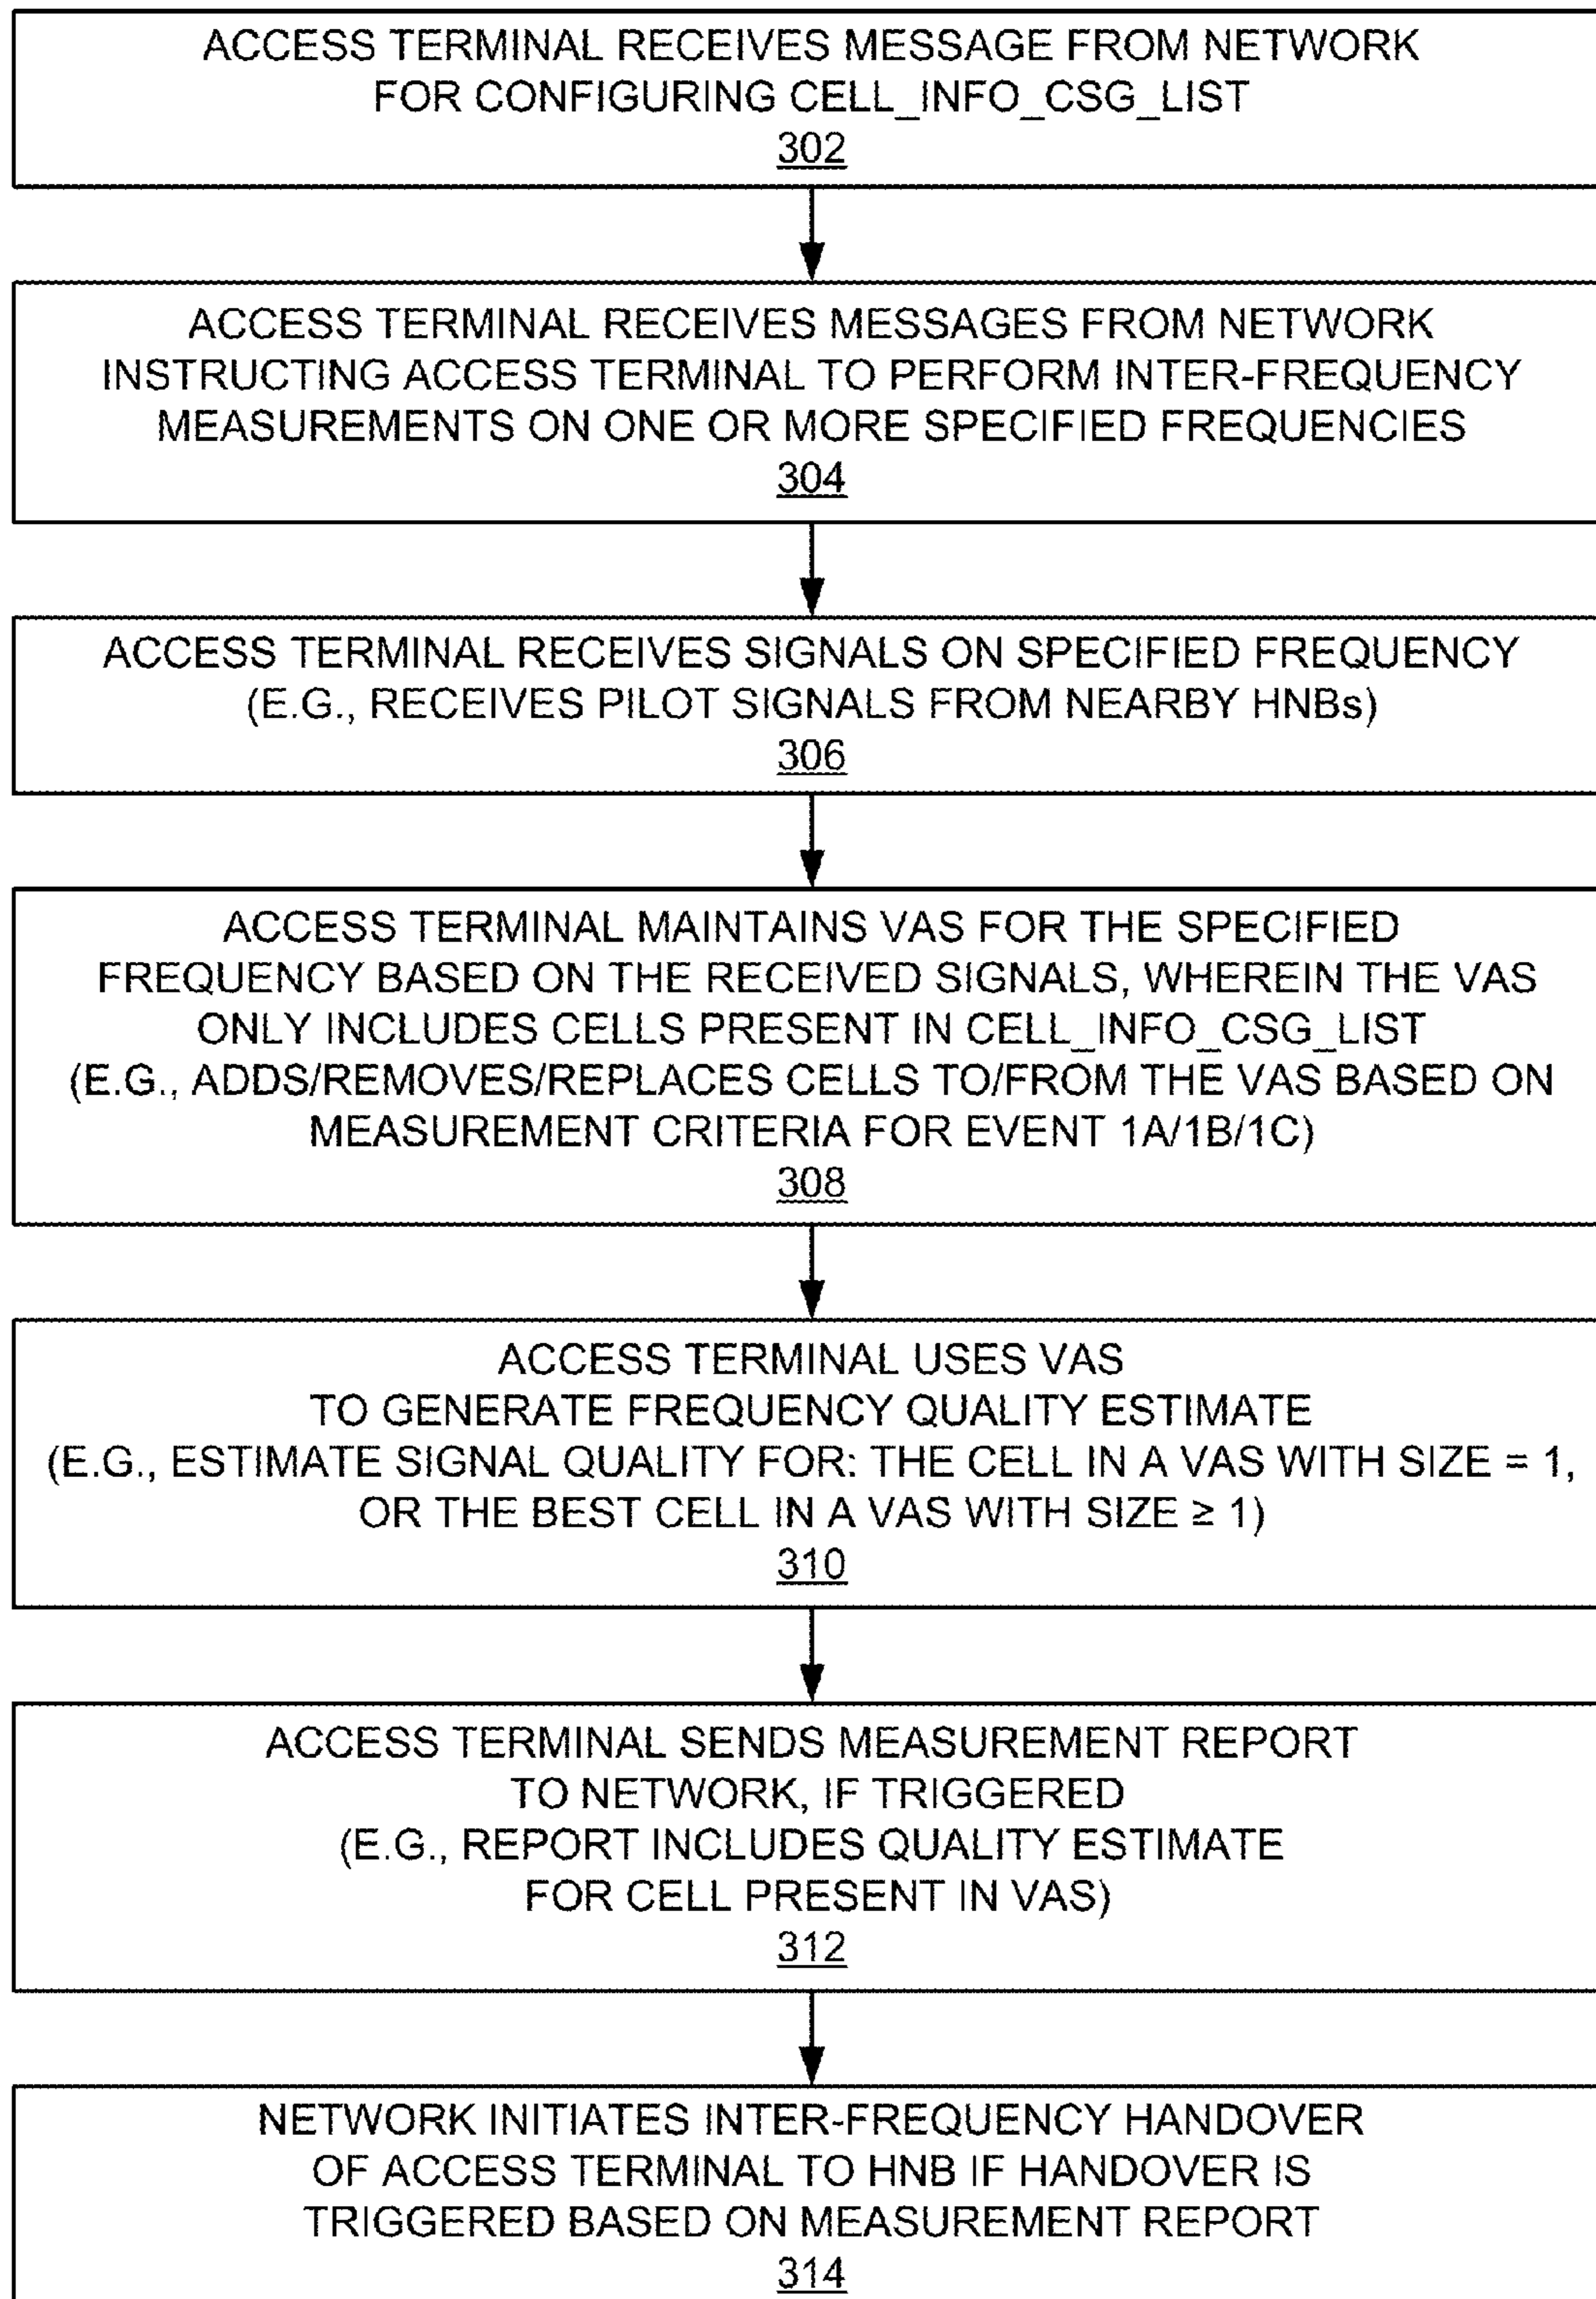 ACCESS TERMINAL RECEIVES MESSAGE FROM NETWORK
FOR CONFIGURING CELL_INFO_CSG_LIST
302
ACCESS TERMINAL RECEIVES MESSAGES FROM NETWORK
INSTRUCTING ACCESS TERMINAL TO PERFORM INTER-FREQUENCY
MEASUREMENTS ON ONE OR MORE SPECIFIED FREQUENCIES
304
ACCESS TERMINAL RECEIVES SIGNALS ON SPECIFIED FREQUENCY
(E.G., RECEIVES PILOT SIGNALS FROM NEARBY HNBs)
306
ACCESS TERMINAL MAINTAINS VAS FOR THE SPECIFIED
FREQUENCY BASED ON THE RECEIVED SIGNALS, WHEREIN THE VAS
ONLY INCLUDES CELLS PRESENT IN CELL_INFO_CSG_LIST
(E.G., ADDS/REMOVES/REPLACES CELLS TO/FROM THE VAS BASED ON
MEASUREMENT CRITERIA FOR EVENT 1A/1B/1C)
308
ACCESS TERMINAL USES VAS
TO GENERATE FREQUENCY QUALITY ESTIMATE
(E.G., ESTIMATE SIGNAL QUALITY FOR: THE CELL IN A VAS WITH SIZE = 1,
OR THE BEST CELL IN A VAS WITH SIZE ≥ 1)
310
ACCESS TERMINAL SENDS MEASUREMENT REPORT
TO NETWORK, IF TRIGGERED
(E.G., REPORT INCLUDES QUALITY ESTIMATE
FOR CELL PRESENT IN VAS)
312
NETWORK INITIATES INTER-FREQUENCY HANDOVER
OF ACCESS TERMINAL TO HNB IF HANDOVER IS
TRIGGERED BASED ON MEASUREMENT REPORT
314